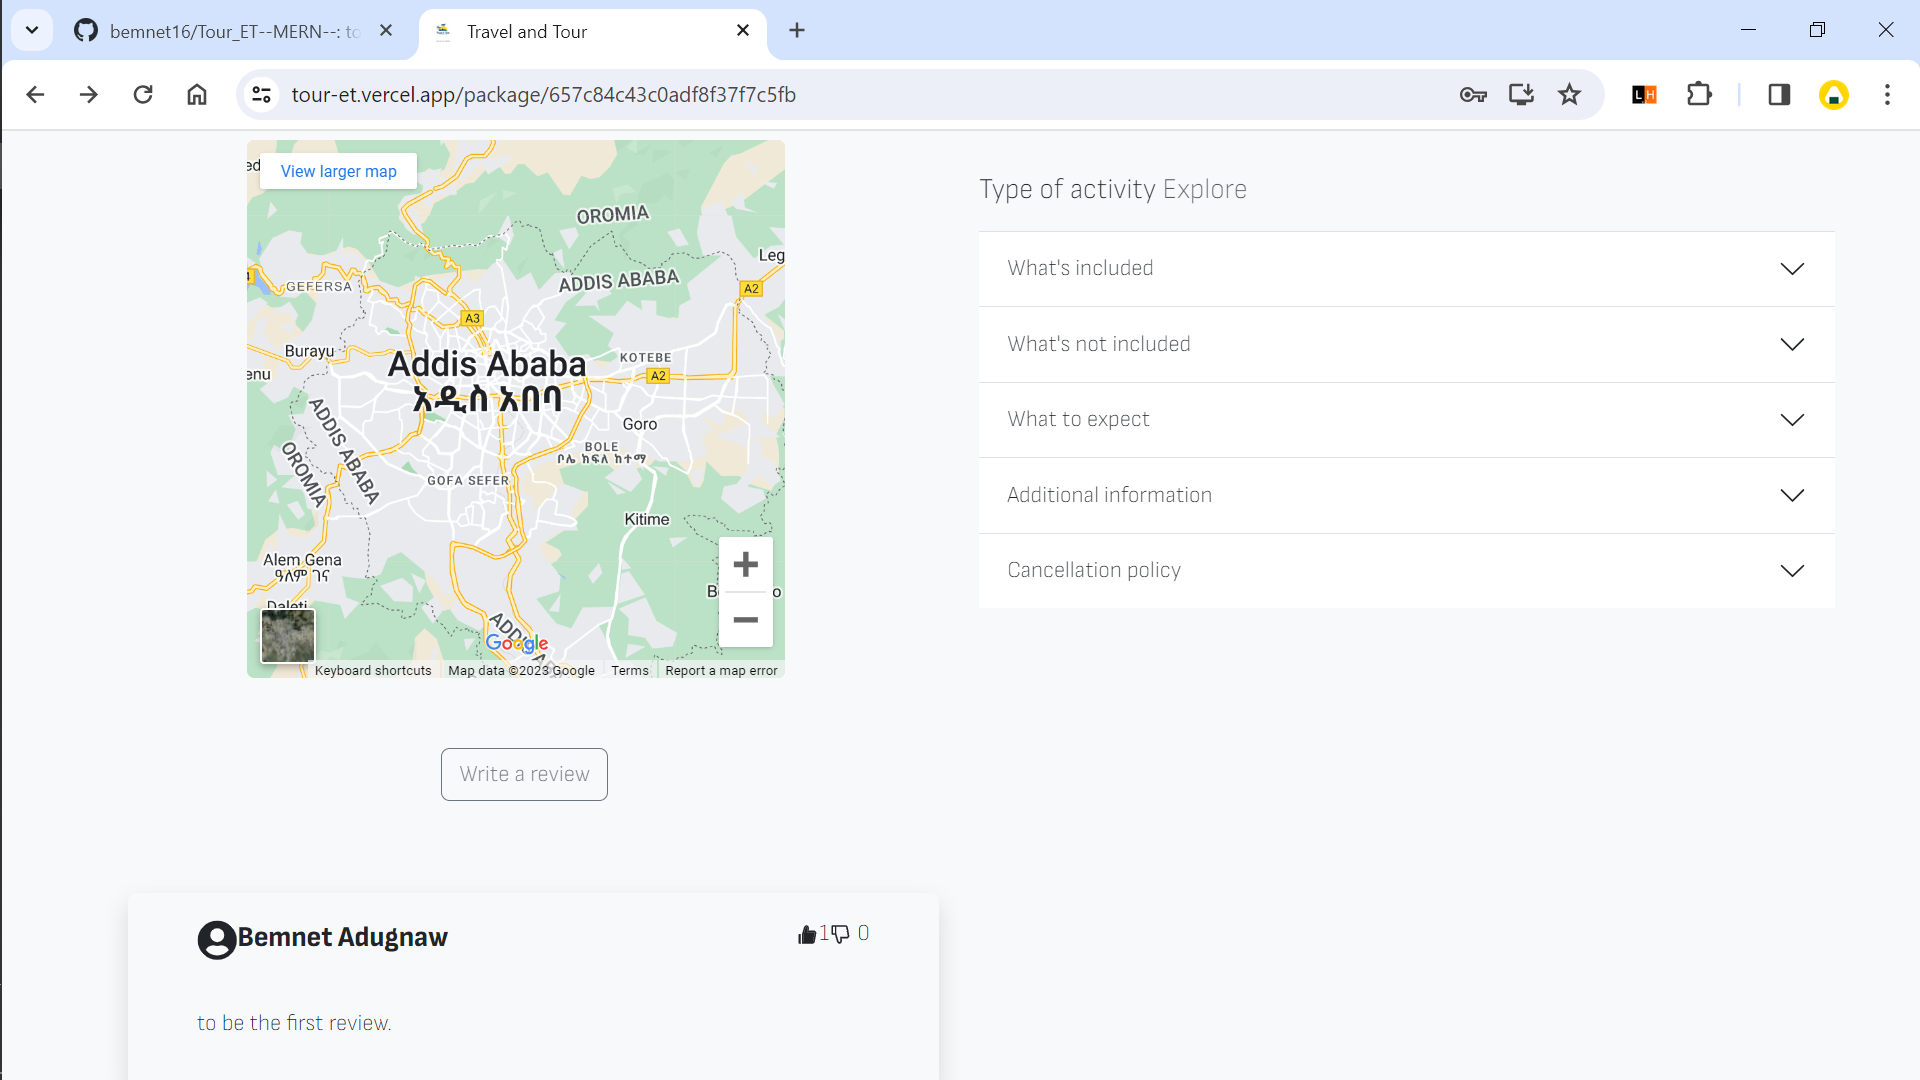 bemnet16/Tour_ET--MERN--: to
Travel and Tour
tour-et.vercel.app/package/657c84c43c0adf8f37f7c5fb
LH
View larger map
OROMIA
Leg
ADDIS ABABA
GEFERSA
A2
A3
Burayu
KOTEBE
Addis Ababa
A2
enu
አዲስ አበባ
Goro
ADDIS ABABA
BOLE
ቦሌ ክፍለ ከተማ
OROMIA
GOFA SEFER
Kitime
Alem Gena
ዓለም ገና
Daleti
Google
Keyboard shortcuts
Map data ©2023 Google
Terms
Report a map error
Type of activity Explore
What's included
What's not included
What to expect
Additional information
Cancellation policy
Write a review
Bemnet Adugnaw
1 0
to be the first review.